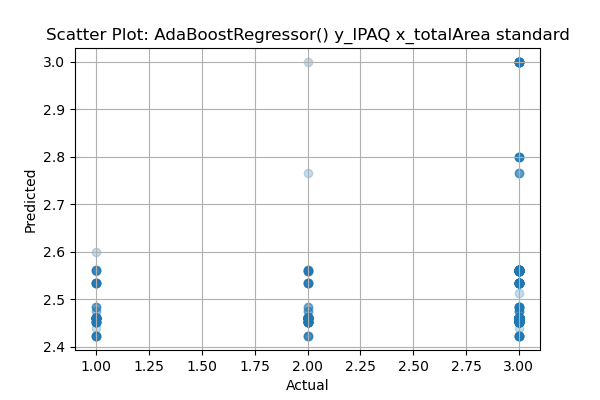 Scatter Plot: AdaBoostRegressor() y_IPAQ x_totalArea standard
3.0
2.9
2.8
2.7
2.6
2.5
2.4
Predicted
1.00 1.25 1.50 1.75 2.00 2.25 2.50 2.75 3.00
Actual